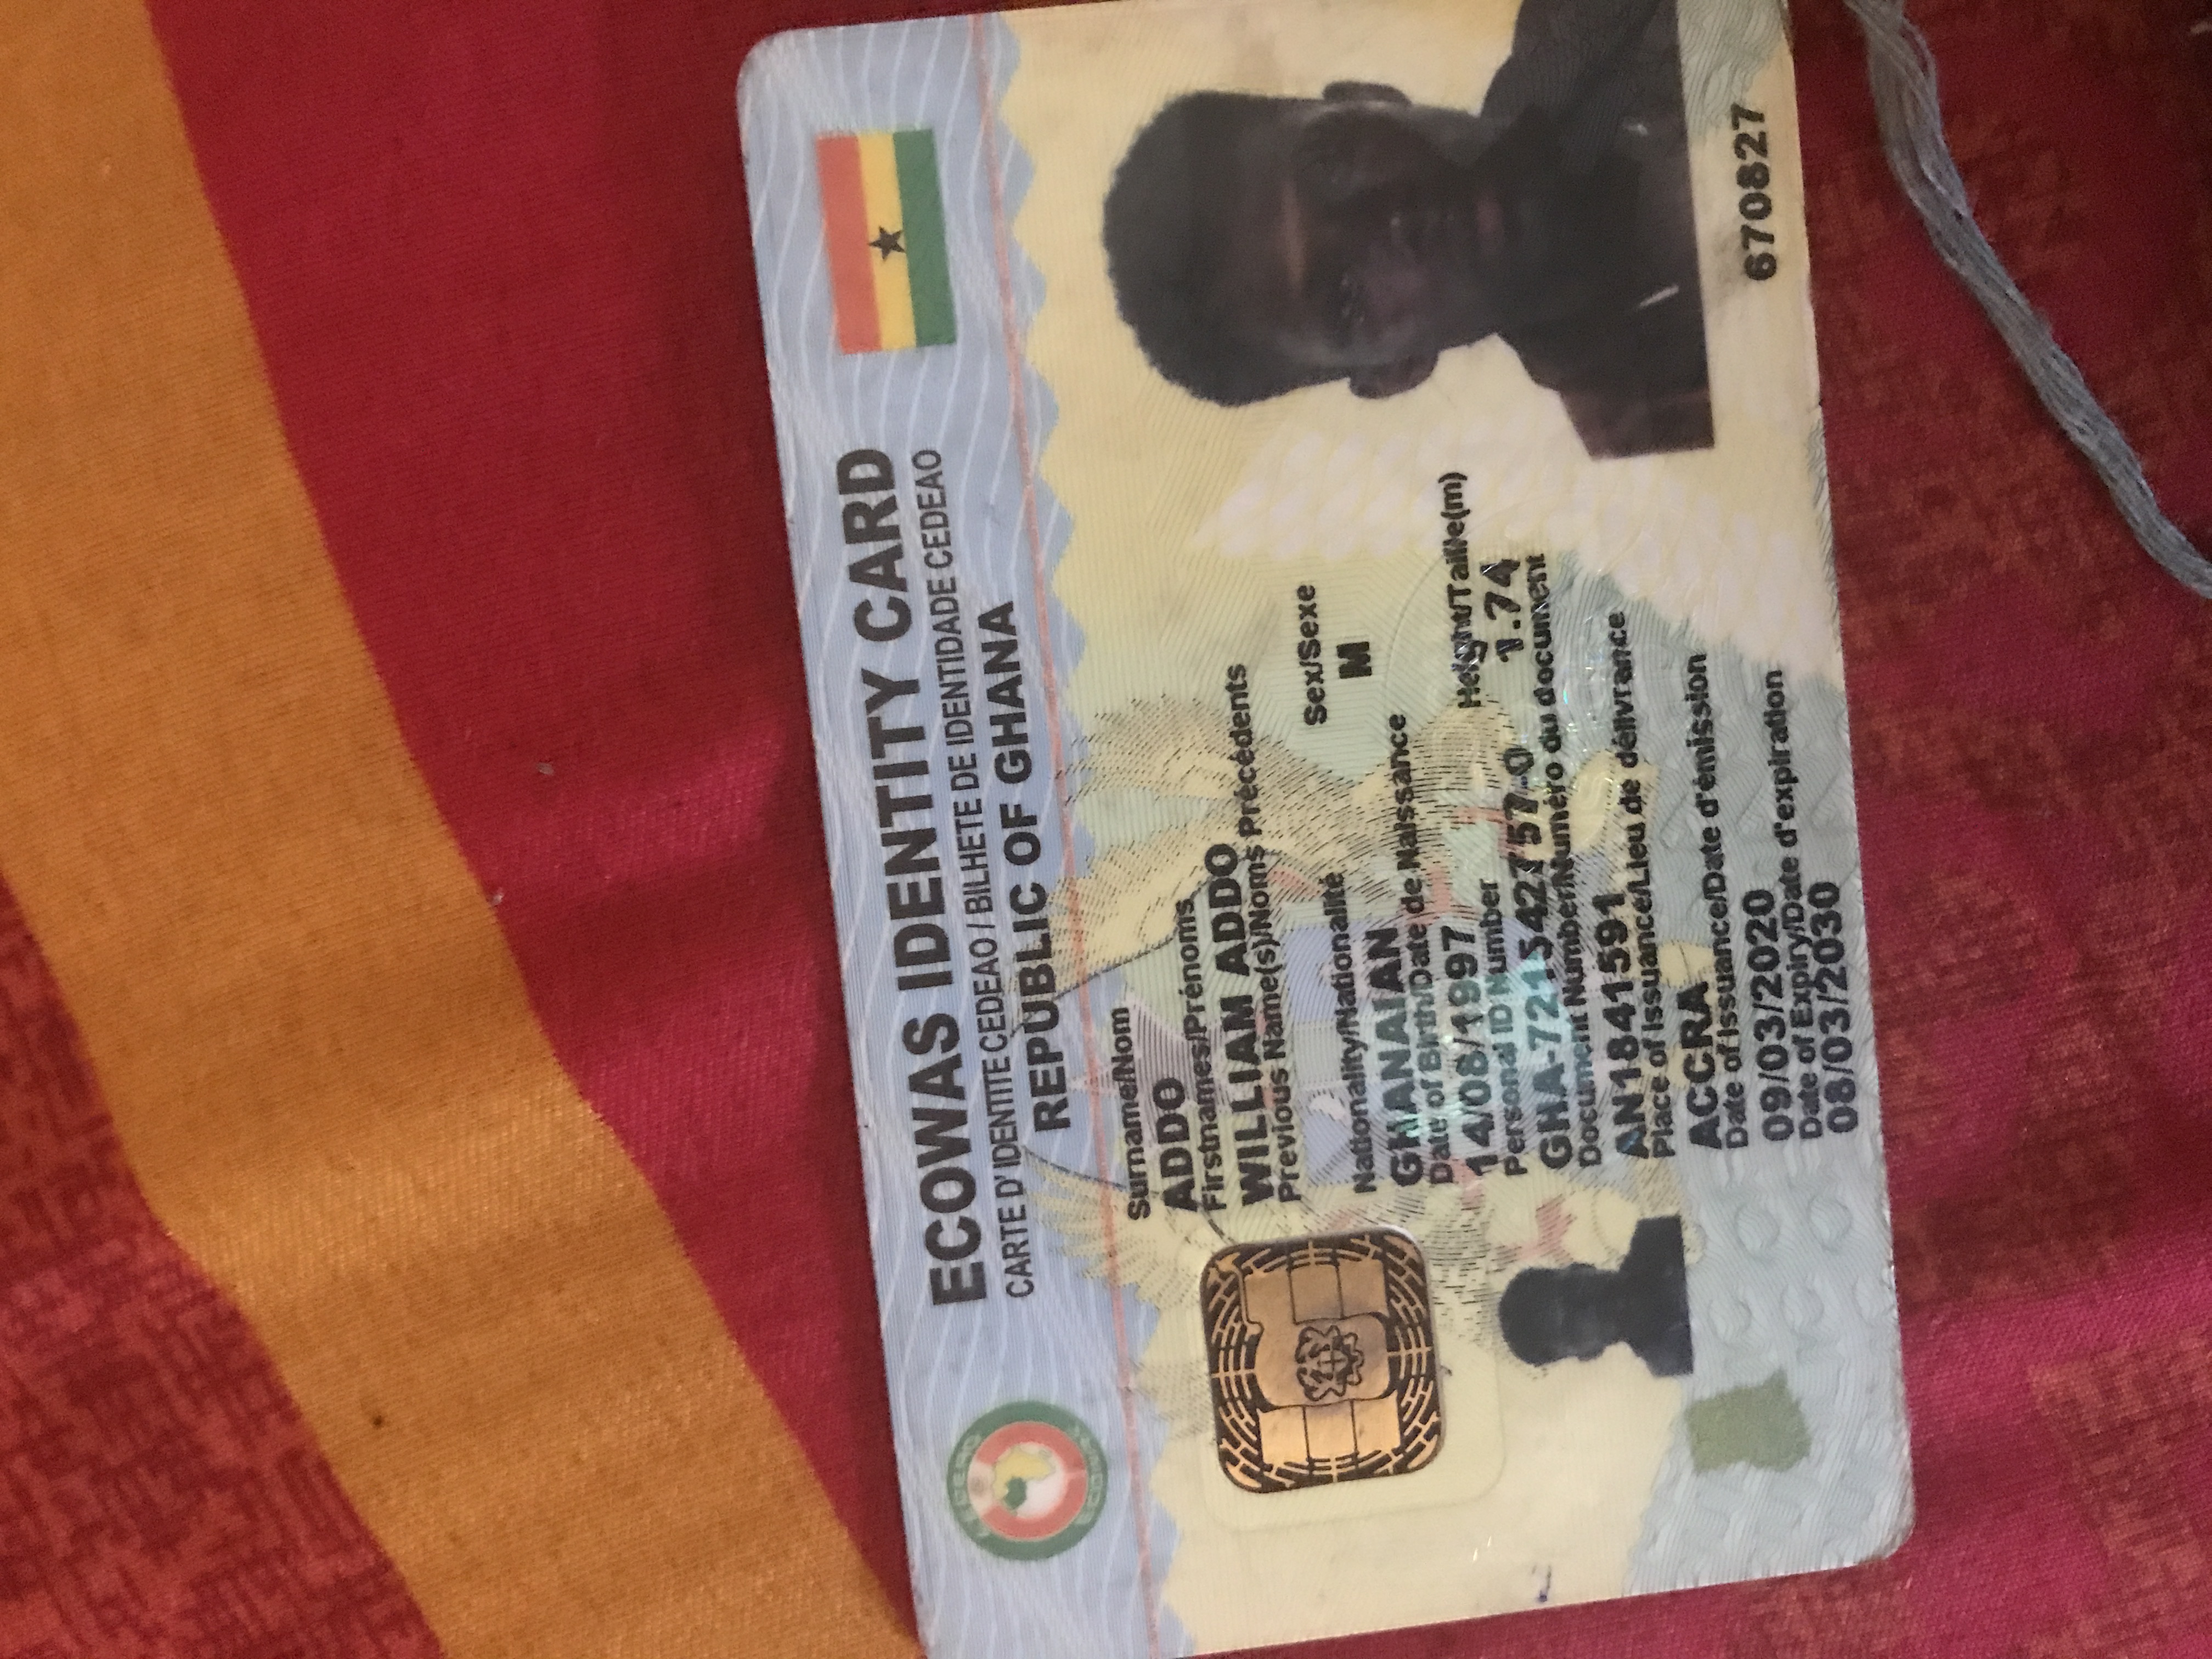 ECOWAS IDENTITY CARD
CARTE D' IDENTITE CEDEAO / BILHETE DE IDENTIDADE CEDEAO
REPUBLIC OF GHANA
CEDEAO
ECOWAS
Surname/Nom
ADDO
Firstnames/Prénoms
WILLIAM ADDO
Previous Name(s)/Noms Précédents
Nationality/Nationalité
Sex/Sexe
GHANAIAN
M
Date of Birth/Date de Naissance
14/08/1997
Personal ID Number
Height/Taille(m)
GHA-721542757-0
1.74
Document Number/Numéro du document
AN1841591
Place of Issuance/Lieu de délivrance
ACCRA
Date of Issuance/Date d'émission
09/03/2020
Date of Expiry/Date d'expiration
08/03/2030
670827